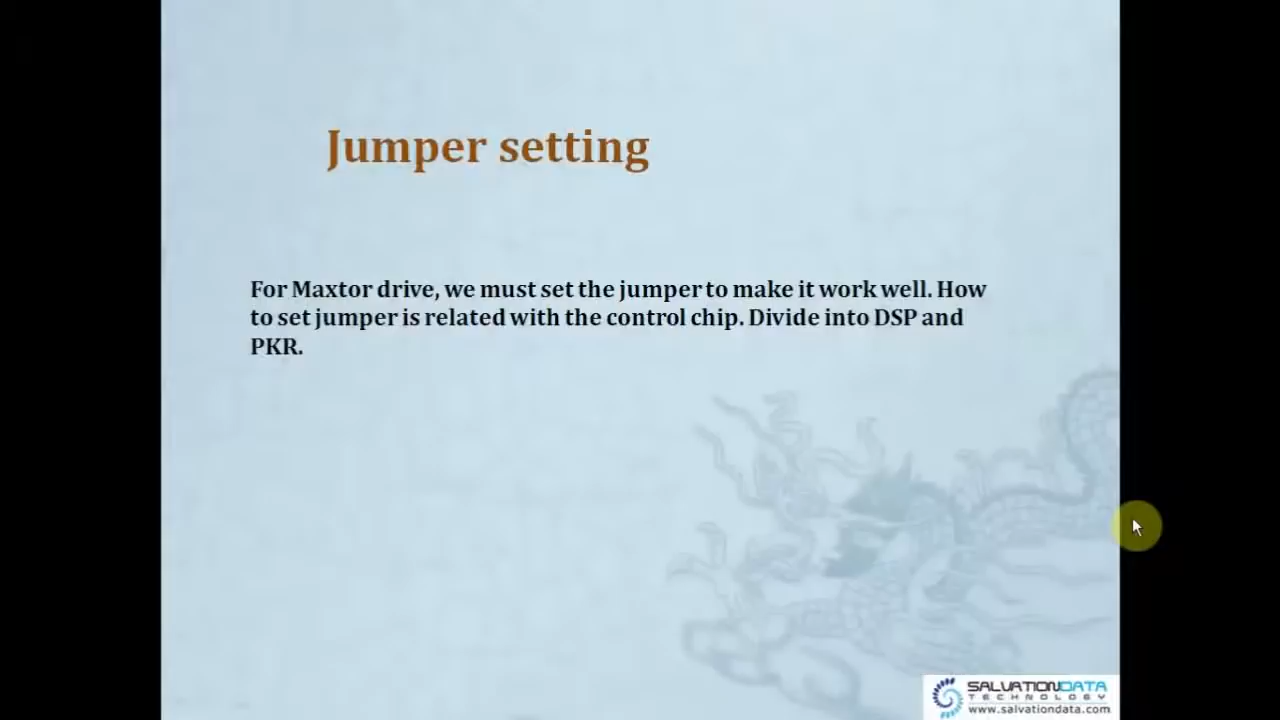 Jumper setting
For Maxtor drive, we must set the jumper to make it work well. How
to set jumper is related with the control chip. Divide into DSP and
PKR.
SALVATIONDATA
TECHNOLOGY
www.salvationdata.com